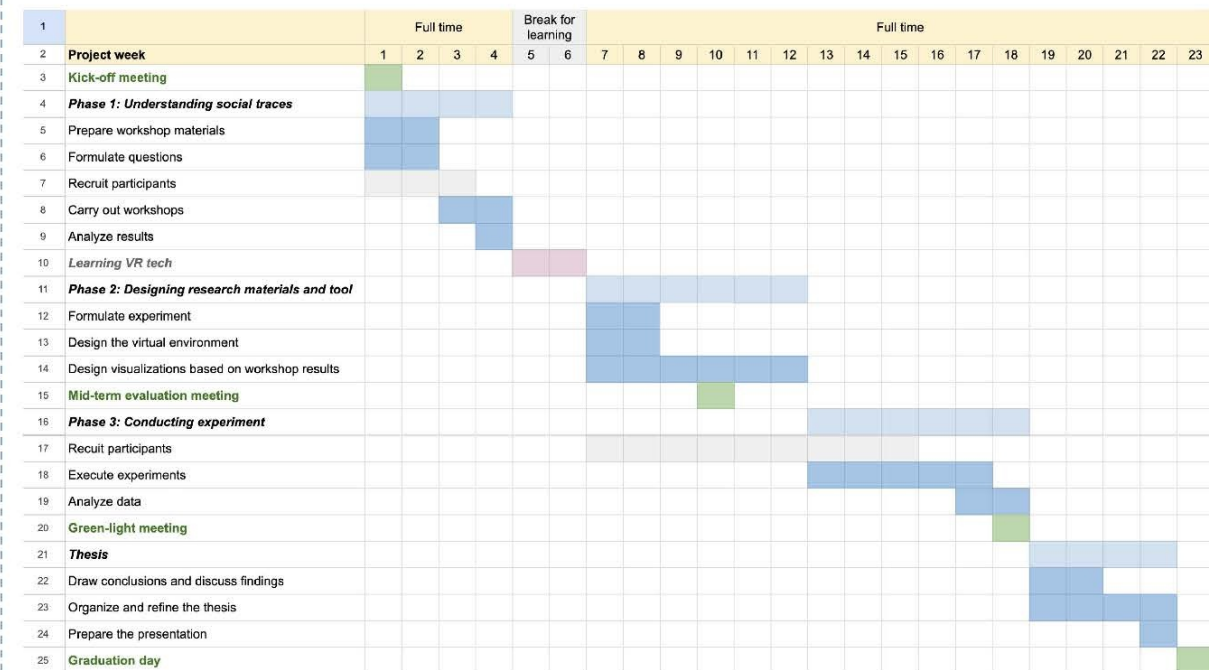 1 Full time Break for learning Full time
2 Project week 1 2 3 4 5 6 7 8 9 10 11 12 13 14 15 16 17 18 19 20 21 22 23
3 Kick-off meeting
4 Phase 1: Understanding social traces
5 Prepare workshop materials
6 Formulate questions
7 Recruit participants
8 Carry out workshops
9 Analyze results
10 Learning VR tech
11 Phase 2: Designing research materials and tool
12 Formulate experiment
13 Design the virtual environment
14 Design visualizations based on workshop results
15 Mid-term evaluation meeting
16 Phase 3: Conducting experiment
17 Recuit participants
18 Execute experiments
19 Analyze data
20 Green-light meeting
21 Thesis
22 Draw conclusions and discuss findings
23 Organize and refine the thesis
24 Prepare the presentation
25 Graduation day